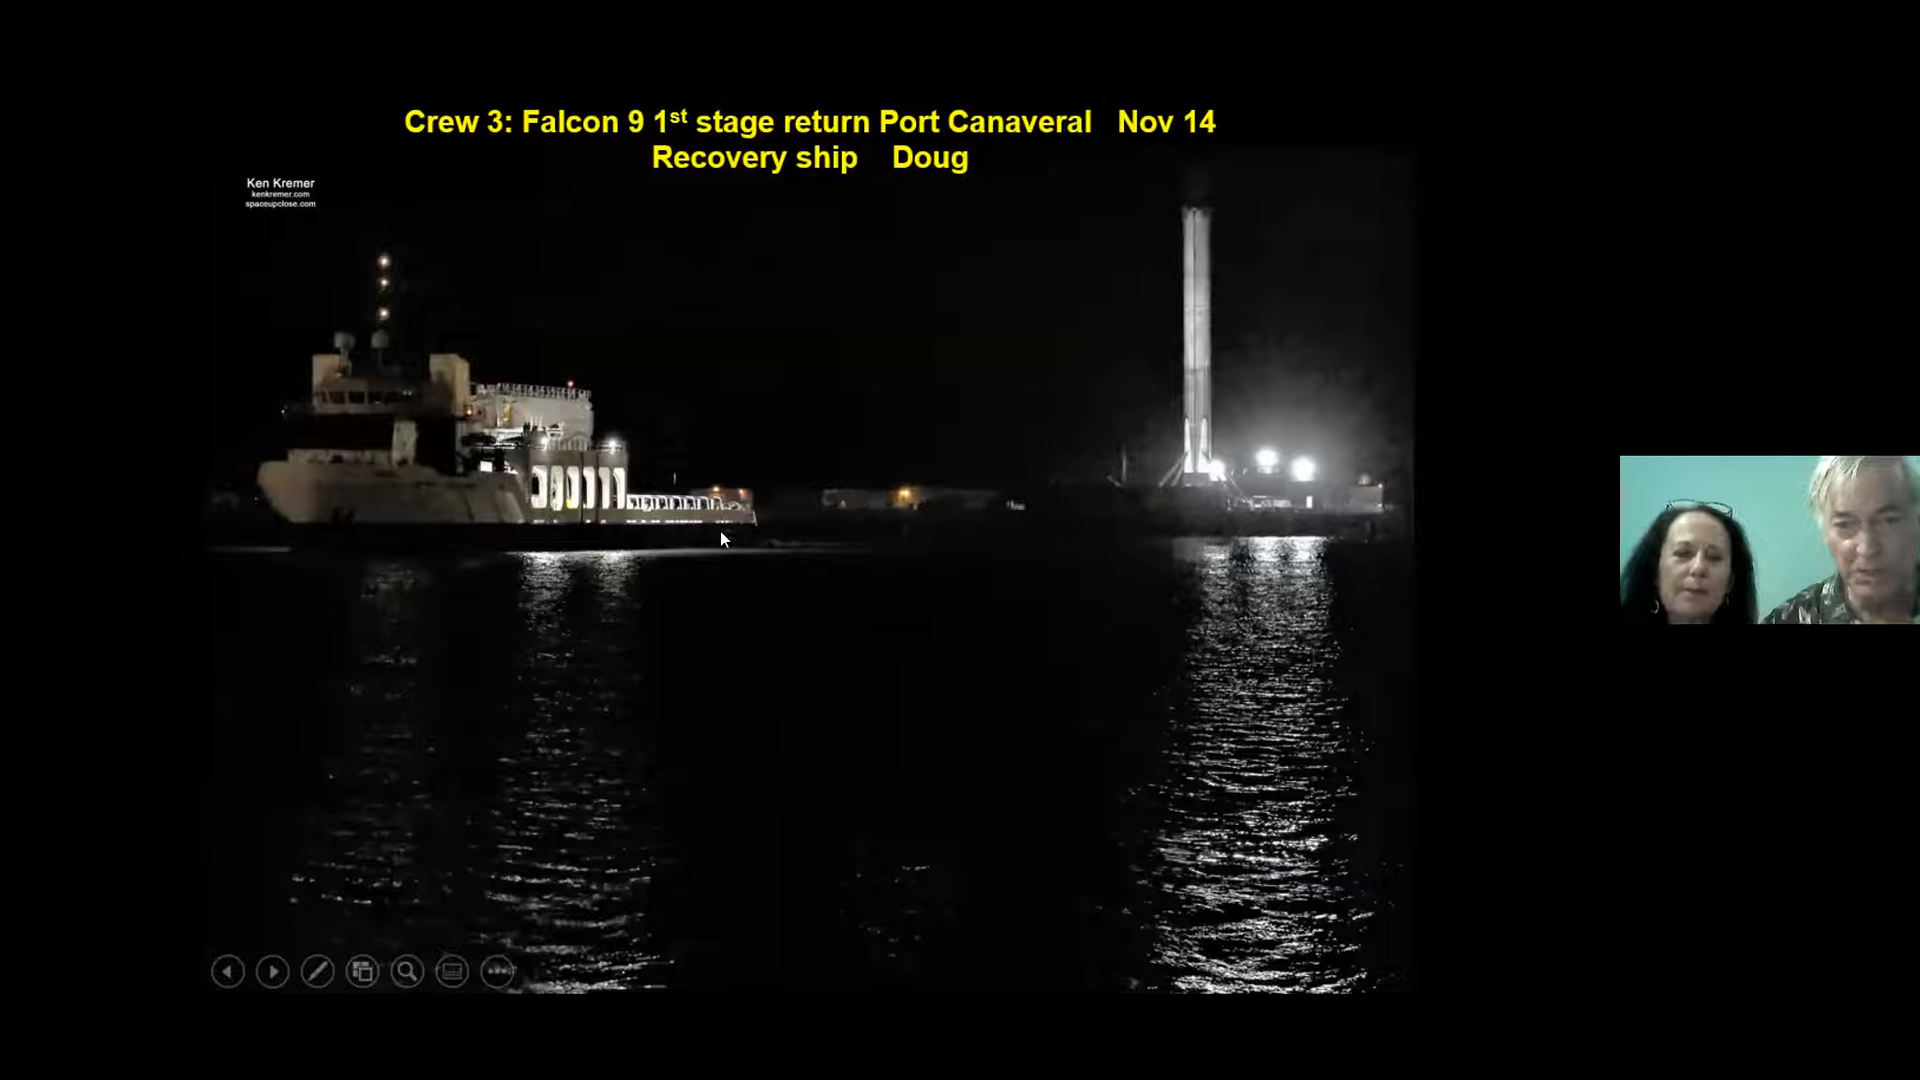 Crew 3: Falcon 9 1st stage return Port Canaveral Nov 14
Recovery ship Doug
Ken Kremer
kenkremer.com
spaceupclose.com